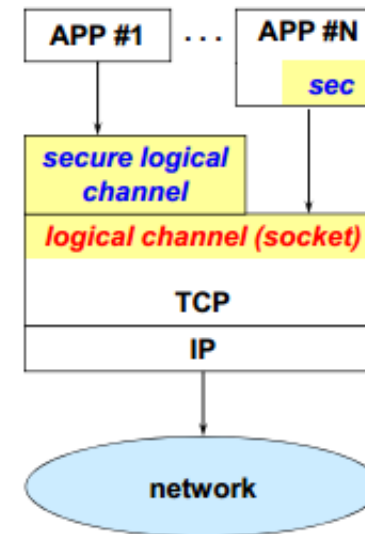 APP #1 . . . APP #N
sec
secure logical
channel
logical channel (socket)
TCP
IP
network